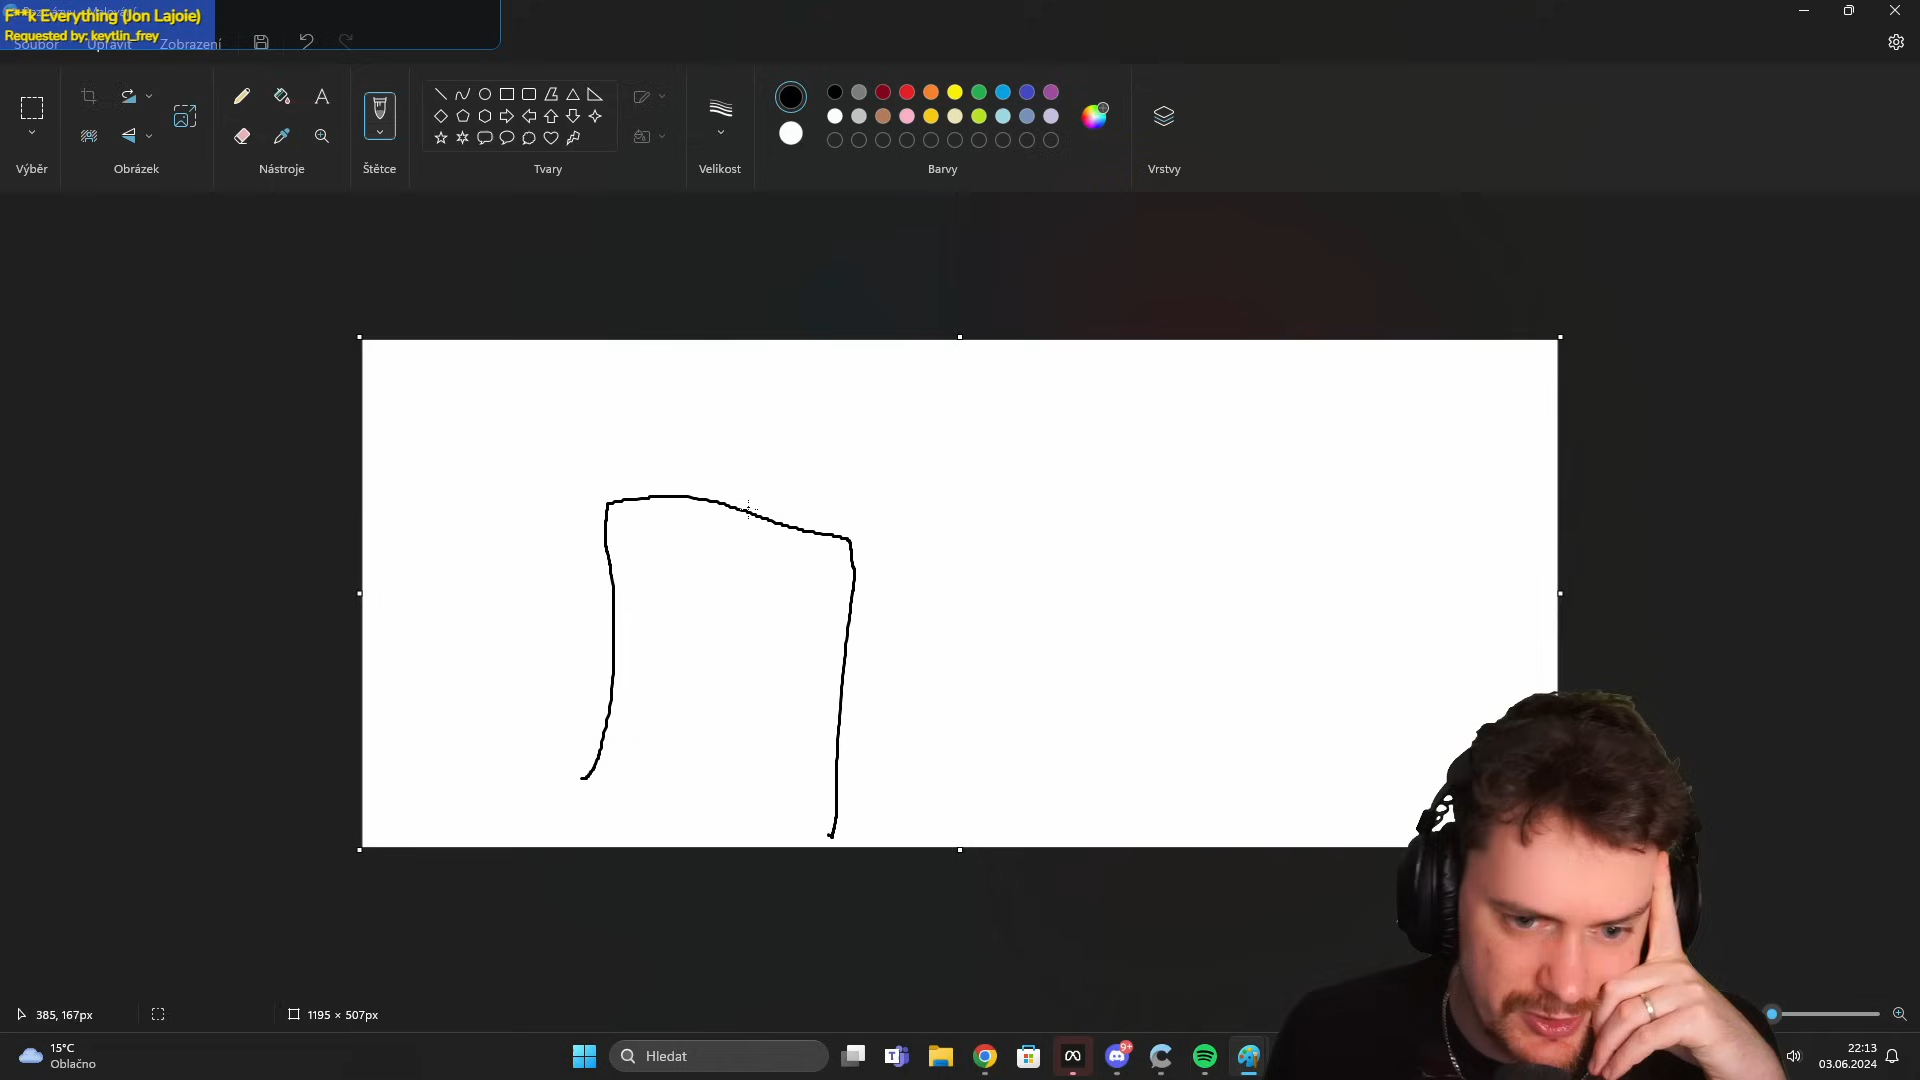 F**k Everything (Jon Lajoie)
Requested by: keytlin_frey
Soubor Upravit Zobrazení
Výběr
Obrázek
Nástroje
Štětce
Tvary
Velikost
Barvy
Vrstvy
385, 167px
1195 × 507px
15°C
Oblačno
Hledat
9+
22:13
03.06.2024